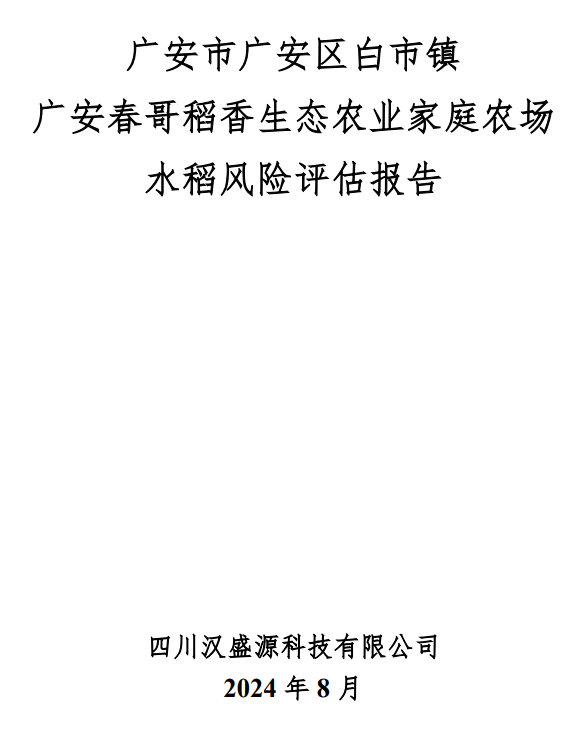 广安市广安区白市镇
广安春哥稻香生态农业家庭农场
水稻风险评估报告
四川汉盛源科技有限公司
2024 年 8 月